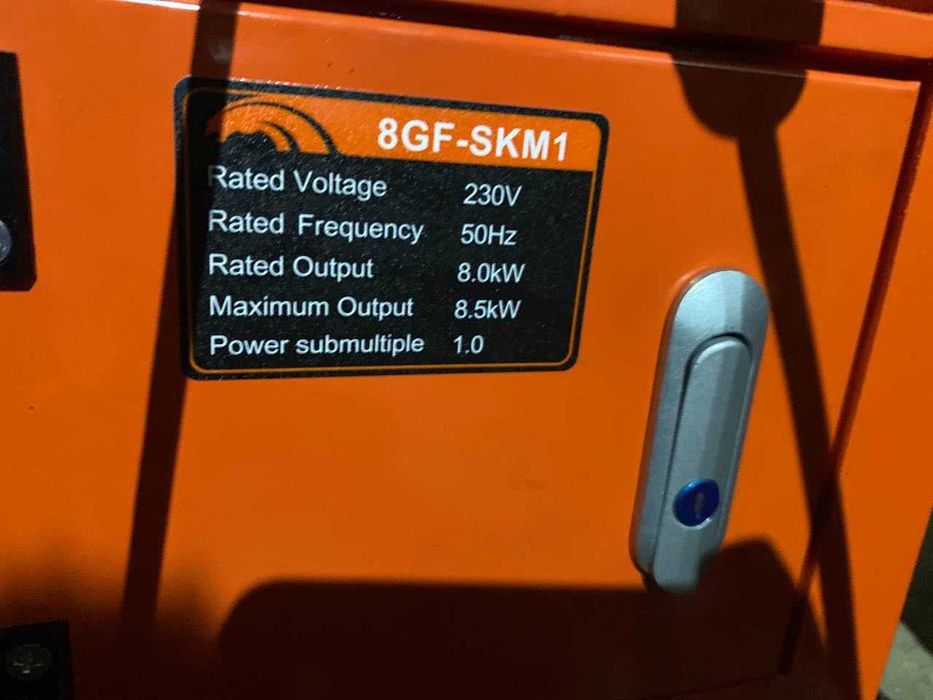 8GF-SKM1
Rated Voltage 230V
Rated Frequency 50Hz
Rated Output 8.0kW
Maximum Output 8.5kW
Power submultiple 1.0